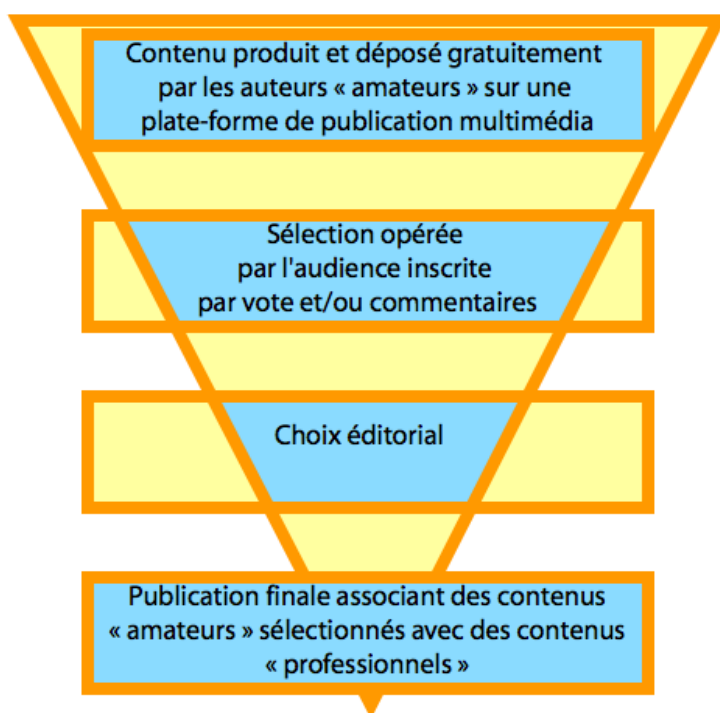 Contenu produit et déposé gratuitement
par les auteurs « amateurs » sur une
plate-forme de publication multimédia
Sélection opérée
par l'audience inscrite
par vote et/ou commentaires
Choix éditorial
Publication finale associant des contenus
« amateurs » sélectionnés avec des contenus
« professionnels »